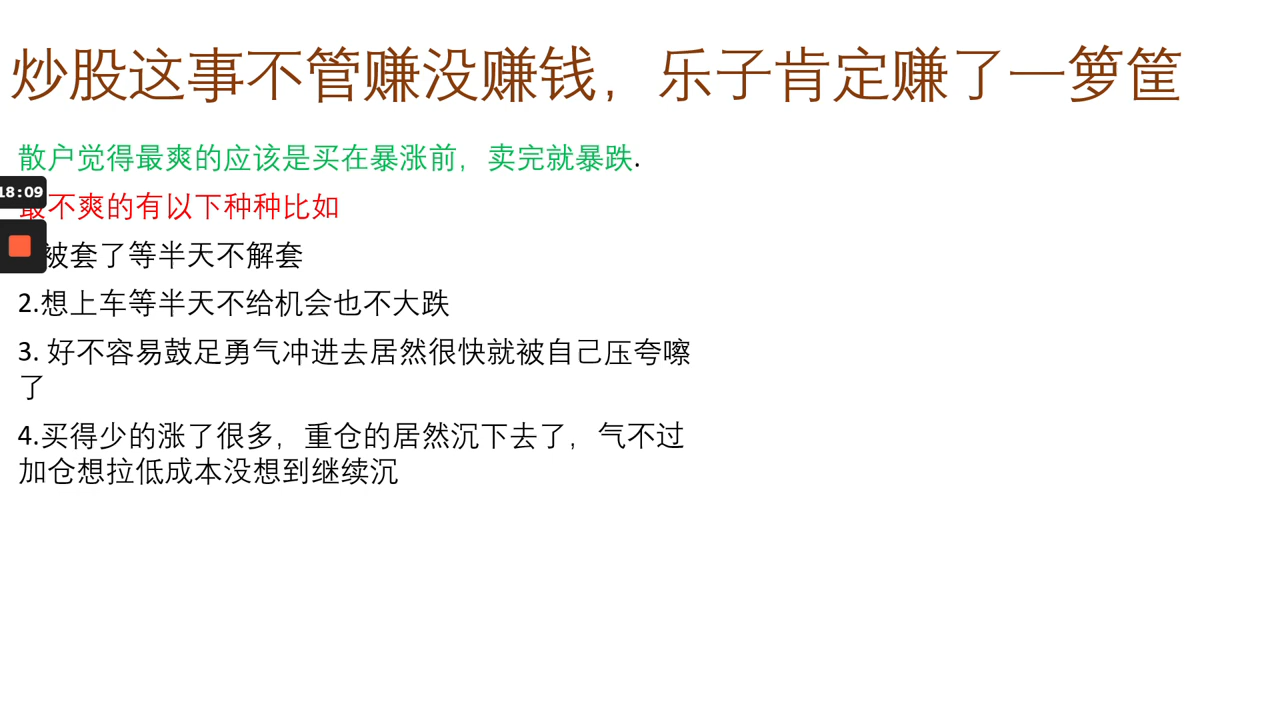 炒股这事不管赚没赚钱，乐子肯定赚了一箩筐
散户觉得最爽的应该是买在暴涨前，卖完就暴跌.
18:09
最不爽的有以下种种比如
被套了等半天不解套
2.想上车等半天不给机会也不大跌
3. 好不容易鼓足勇气冲进去居然很快就被自己压夸嚓
了
4.买得少的涨了很多，重仓的居然沉下去了，气不过
加仓想拉低成本没想到继续沉